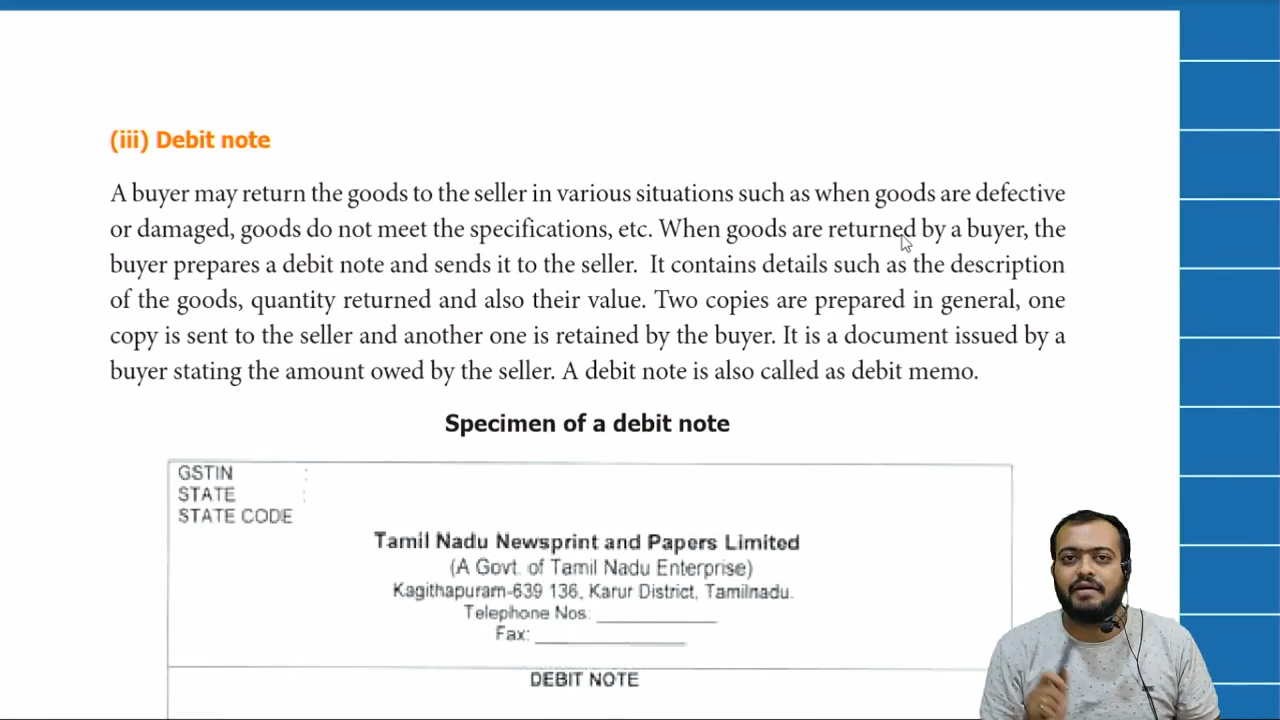 (iii) Debit note
A buyer may return the goods to the seller in various situations such as when goods are defective
or damaged, goods do not meet the specifications, etc. When goods are returned by a buyer, the
buyer prepares a debit note and sends it to the seller. It contains details such as the description
of the goods, quantity returned and also their value. Two copies are prepared in general, one
copy is sent to the seller and another one is retained by the buyer. It is a document issued by a
buyer stating the amount owed by the seller. A debit note is also called as debit memo.
Specimen of a debit note
GSTIN :
STATE :
STATE CODE
Tamil Nadu Newsprint and Papers Limited
(A Govt. of Tamil Nadu Enterprise)
Kagithapuram-639 136, Karur District, Tamilnadu.
Telephone Nos: __________
Fax: ____________
DEBIT NOTE